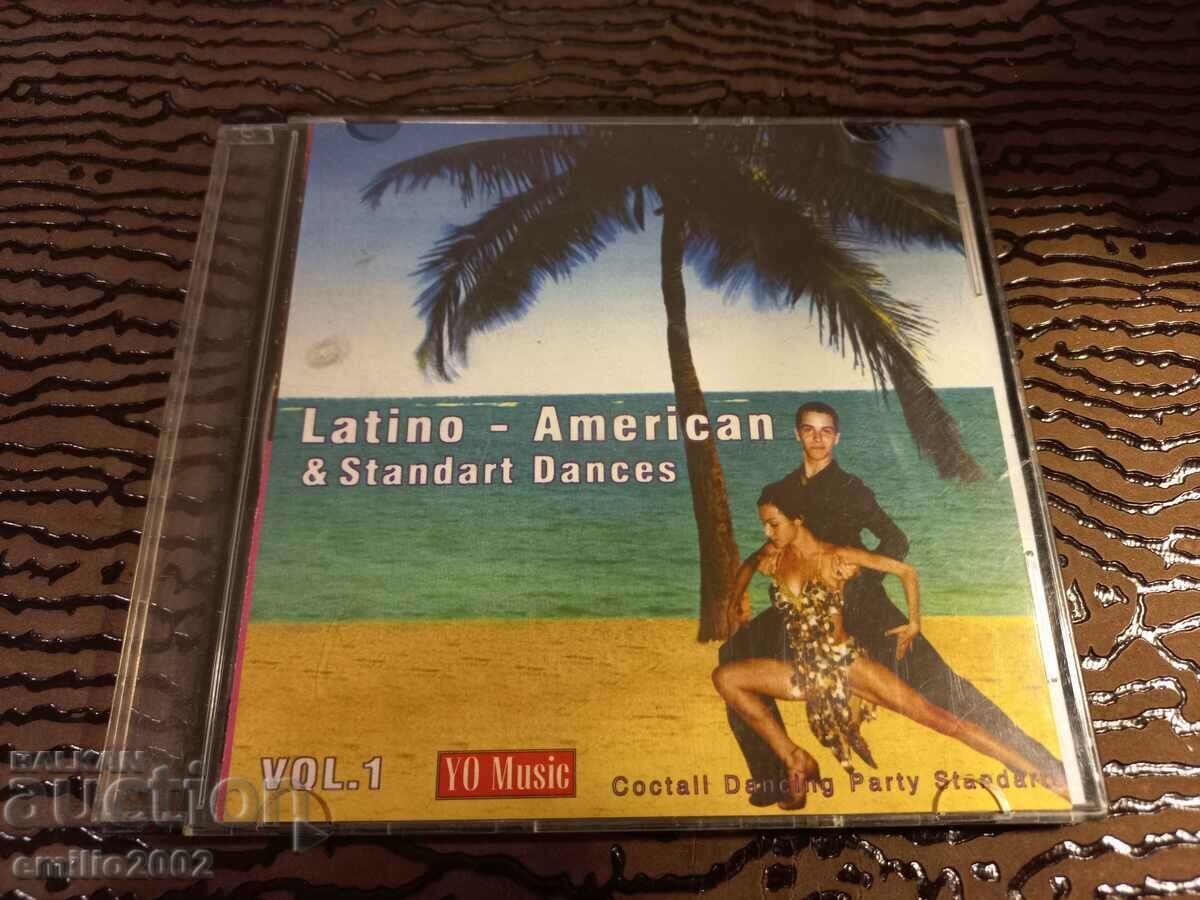 Latino - American
& Standart Dances
VOL.1
YO Music
Coctail Dancing Party Standart
BALKAN
auction
emilio2002